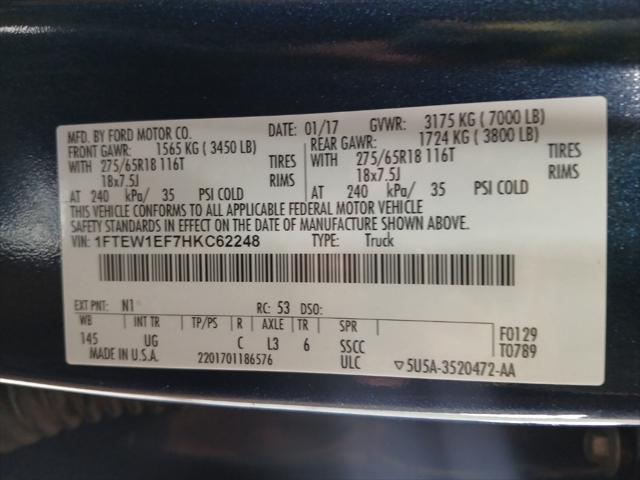 MFD. BY FORD MOTOR CO. DATE: 01/17 GVWR: 3175 KG ( 7000 LB)
FRONT GAWR: 1565 KG ( 3450 LB) REAR GAWR: 1724 KG ( 3800 LB)
WITH 275/65R18 116T TIRES WITH 275/65R18 116T TIRES
18x7.5J RIMS 18x7.5J RIMS
AT 240 kPa/ 35 PSI COLD AT 240 kPa/ 35 PSI COLD
THIS VEHICLE CONFORMS TO ALL APPLICABLE FEDERAL MOTOR VEHICLE
SAFETY STANDARDS IN EFFECT ON THE DATE OF MANUFACTURE SHOWN ABOVE.
VIN: 1FTEW1EF7HKC62248 TYPE: Truck
EXT PNT: N1 RC: 53 DSO:
WB INT TR TP/PS R AXLE TR SPR F0129
145 UG C L3 6 SSCC T0789
MADE IN U.S.A. 2201701186576 ULC ▽5U5A-3520472-AA